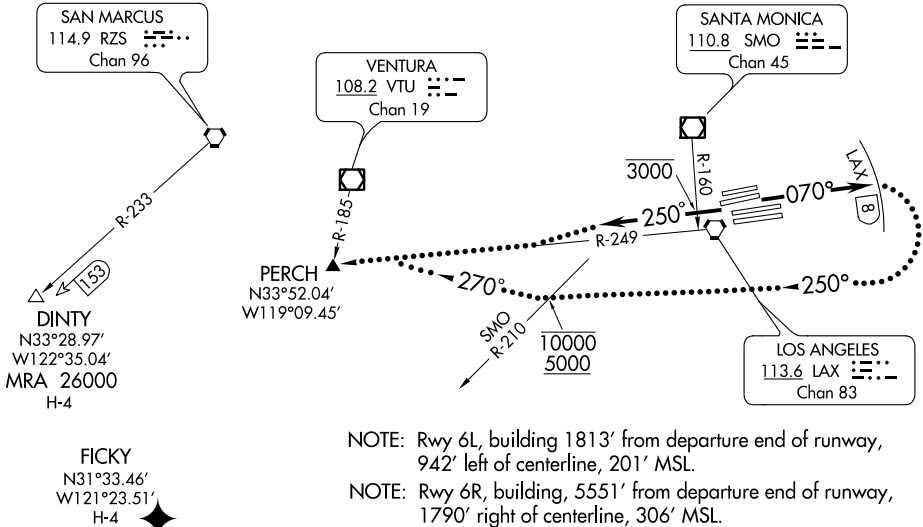 SAN MARCUS
114.9 RZS
Chan 96
VENTURA
108.2 VTU
Chan 19
SANTA MONICA
110.8 SMO
Chan 45
R-233
153
DINTY
N33°28.97'
W122°35.04'
MRA 26000
H-4
R-185
PERCH
N33°52.04'
W119°09.45'
3000
R-160
LAX
8
070°
250°
R-249
270°
250°
SMO
R-210
10000
5000
LOS ANGELES
113.6 LAX
Chan 83
FICKY
N31°33.46'
W121°23.51'
H-4
NOTE: Rwy 6L, building 1813' from departure end of runway,
942' left of centerline, 201' MSL.
NOTE: Rwy 6R, building, 5551' from departure end of runway,
1790' right of centerline, 306' MSL.